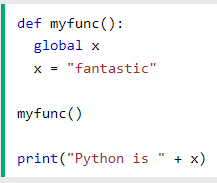 def myfunc():
  global x
  x = "fantastic"

myfunc()

print("Python is " + x)